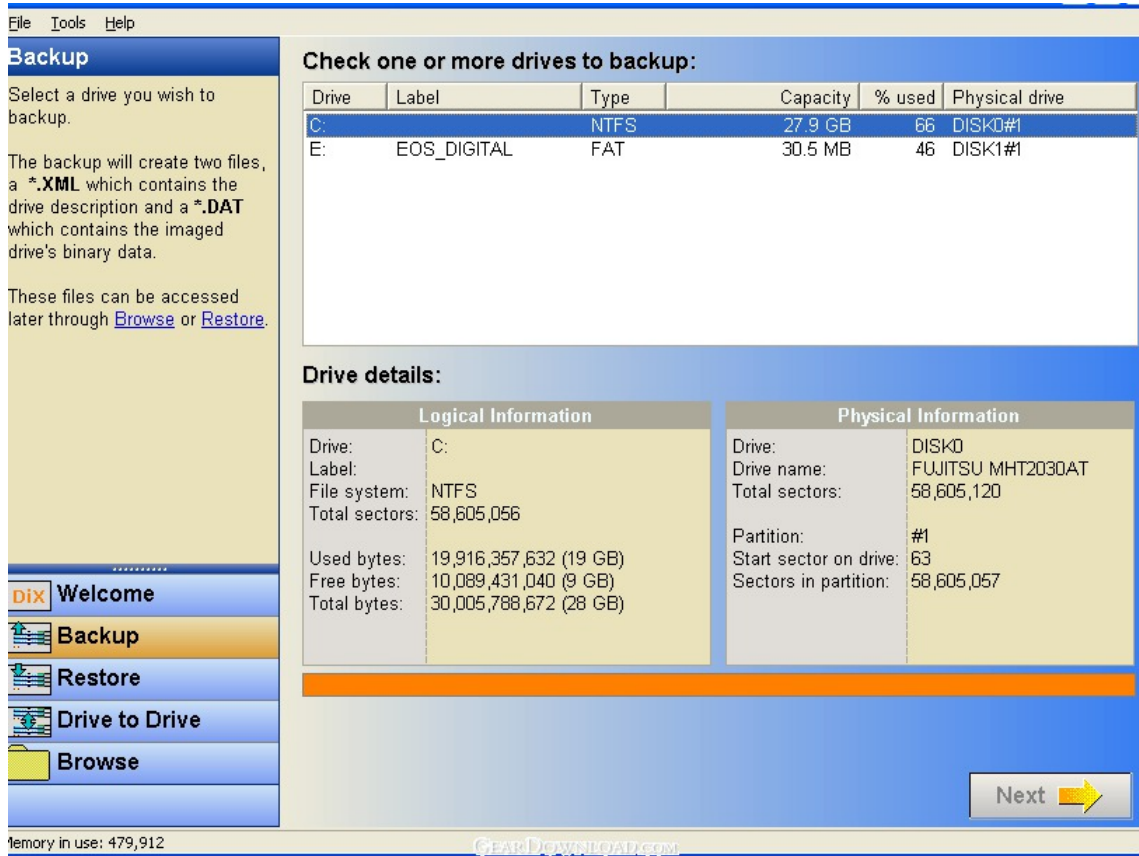 File Tools Help
Backup
Select a drive you wish to
backup.
The backup will create two files,
a *.XML which contains the
drive description and a *.DAT
which contains the imaged
drive's binary data.
These files can be accessed
later through Browse or Restore.
DiX Welcome
Backup
Restore
Drive to Drive
Browse
Check one or more drives to backup:
Drive Label Type Capacity % used Physical drive
C: NTFS 27.9 GB 66 DISK0#1
E: EOS_DIGITAL FAT 30.5 MB 46 DISK1#1
Drive details:
Logical Information
Drive: C:
Label:
File system: NTFS
Total sectors: 58,605,056
Used bytes: 19,916,357,632 (19 GB)
Free bytes: 10,089,431,040 (9 GB)
Total bytes: 30,005,788,672 (28 GB)
Physical Information
Drive: DISK0
Drive name: FUJITSU MHT2030AT
Total sectors: 58,605,120
Partition: #1
Start sector on drive: 63
Sectors in partition: 58,605,057
Next
Memory in use: 479,912
GEARDOWNLOAD.COM